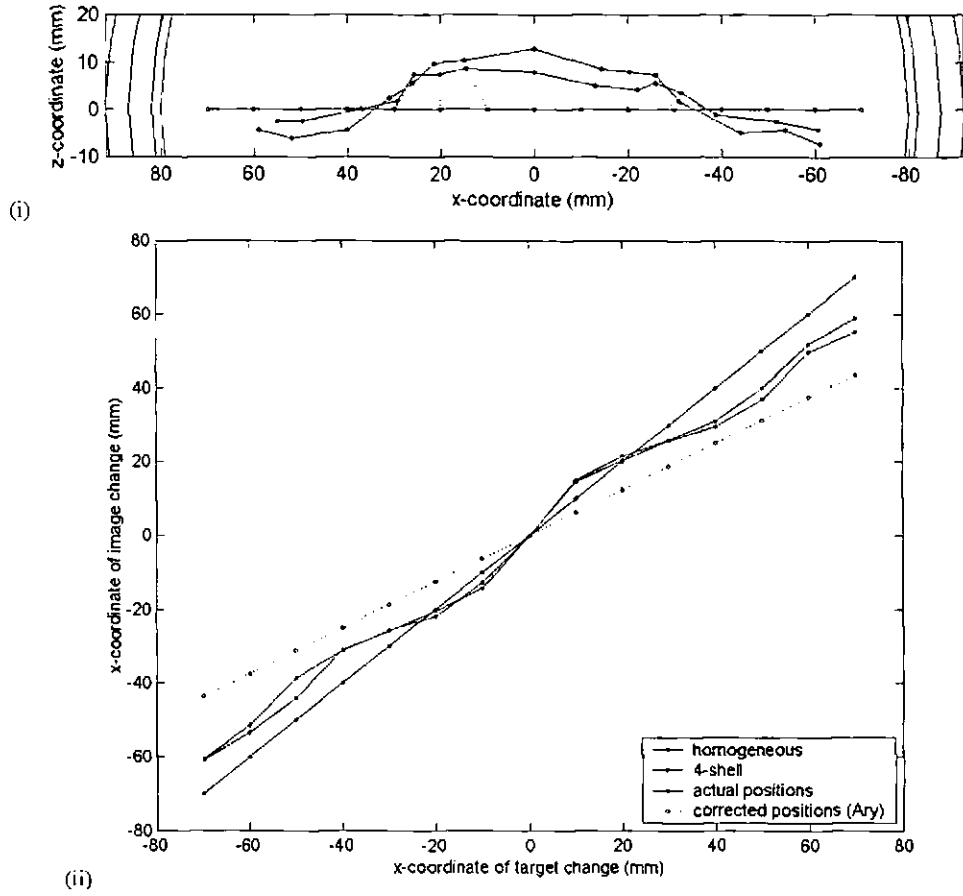 20
10
0
-10
z-coordinate (mm)
80 60 40 20 0 -20 -40 -60 -80
x-coordinate (mm)
(i)
80
60
40
20
0
-20
-40
-60
-80
x-coordinate of image change (mm)
homogeneous
4-shell
actual positions
corrected positions (Ary)
-80 -60 -40 -20 0 20 40 60 80
x-coordinate of target change (mm)
(ii)